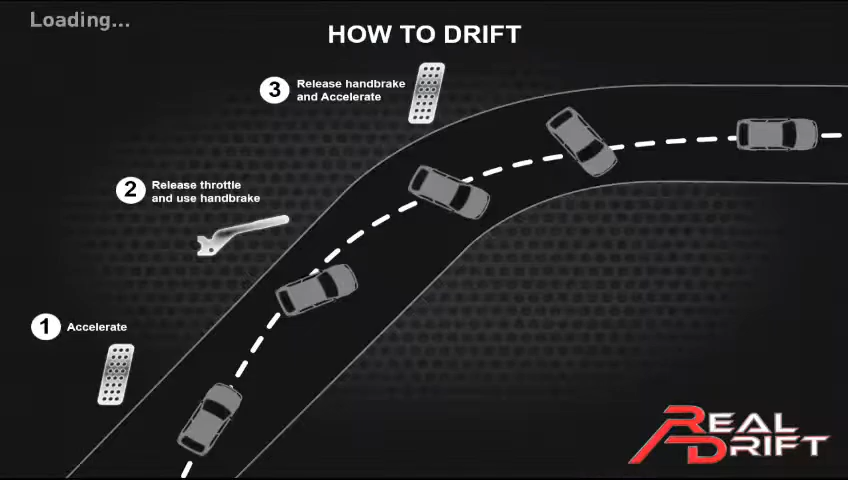 Loading...
HOW TO DRIFT
3
Release handbrake
and Accelerate
2
Release throttle
and use handbrake
1
Accelerate
REAL
DRIFT